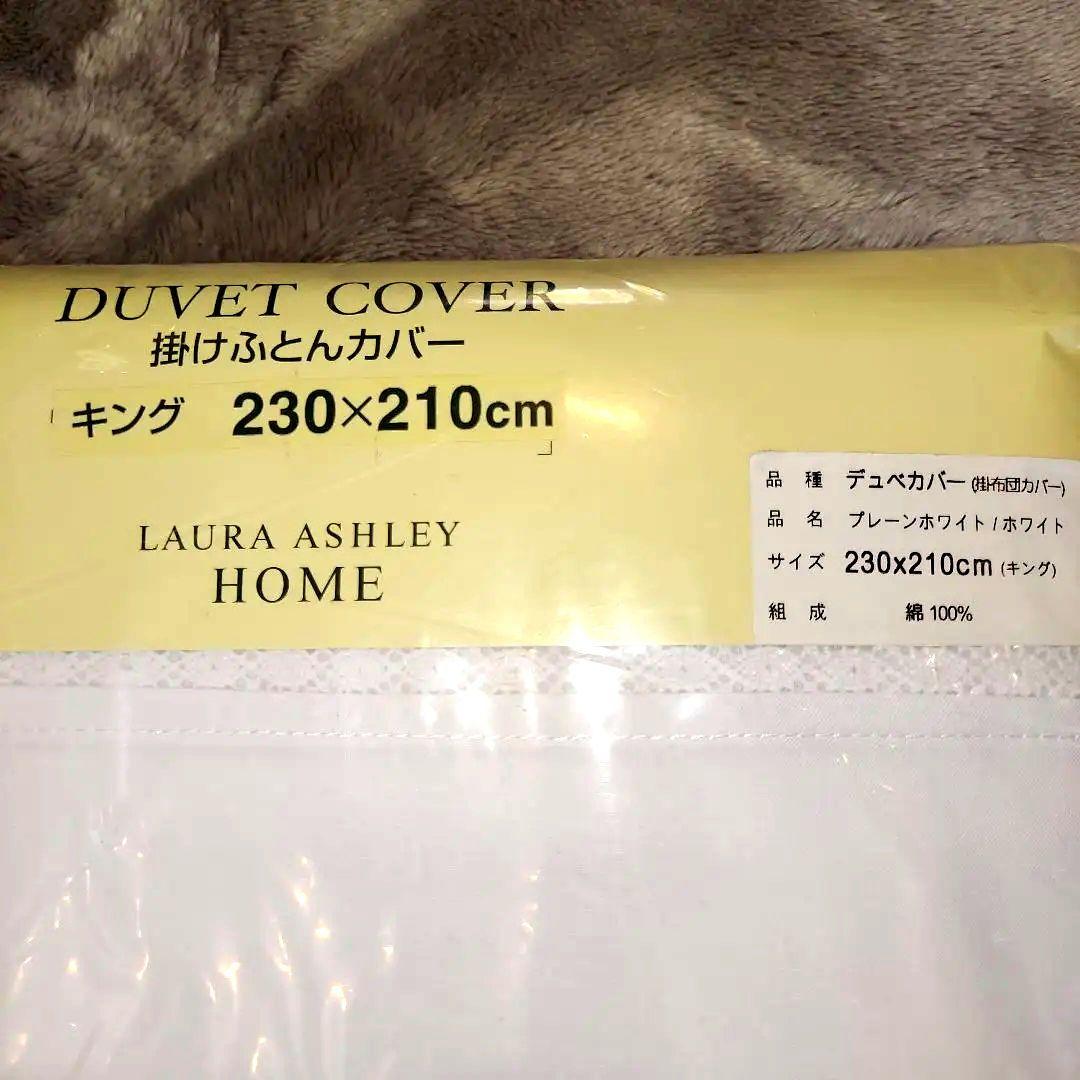 DUVET COVER
掛けふとんカバー
キング 230×210cm
LAURA ASHLEY
HOME
品 種 デュベカバー (掛布団カバー)
品 名 プレーンホワイト / ホワイト
サイズ 230x210cm (キング)
組 成 綿 100%